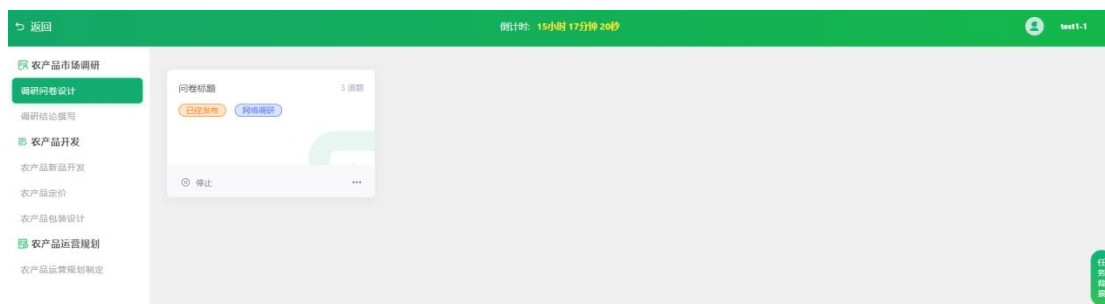 返回
倒计时: 15小时 17分钟 20秒
test1-1
农产品市场调研
调研问卷设计
调研结论撰写
农产品开发
农产品新品开发
农产品定价
农产品包装设计
农产品运营规划
农产品运营规划制定
问卷标题
3 道题
已经发布
网络调研
停止
...
任务背景